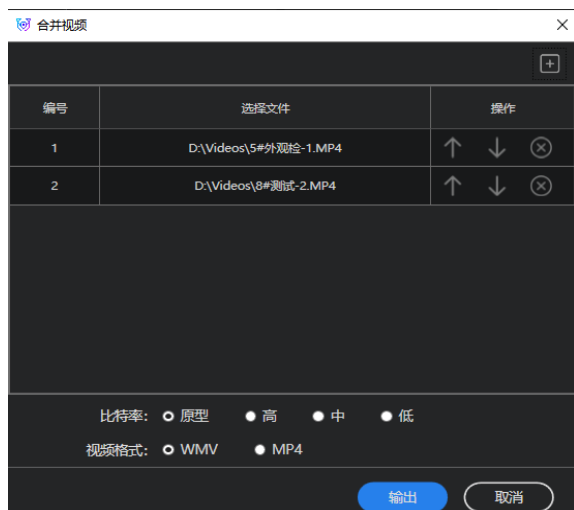 合并视频
编号 选择文件 操作
1 D:\Videos\5#外观检-1.MP4
2 D:\Videos\8#测试-2.MP4
比特率: 原型 高 中 低
视频格式: WMV MP4
输出 取消